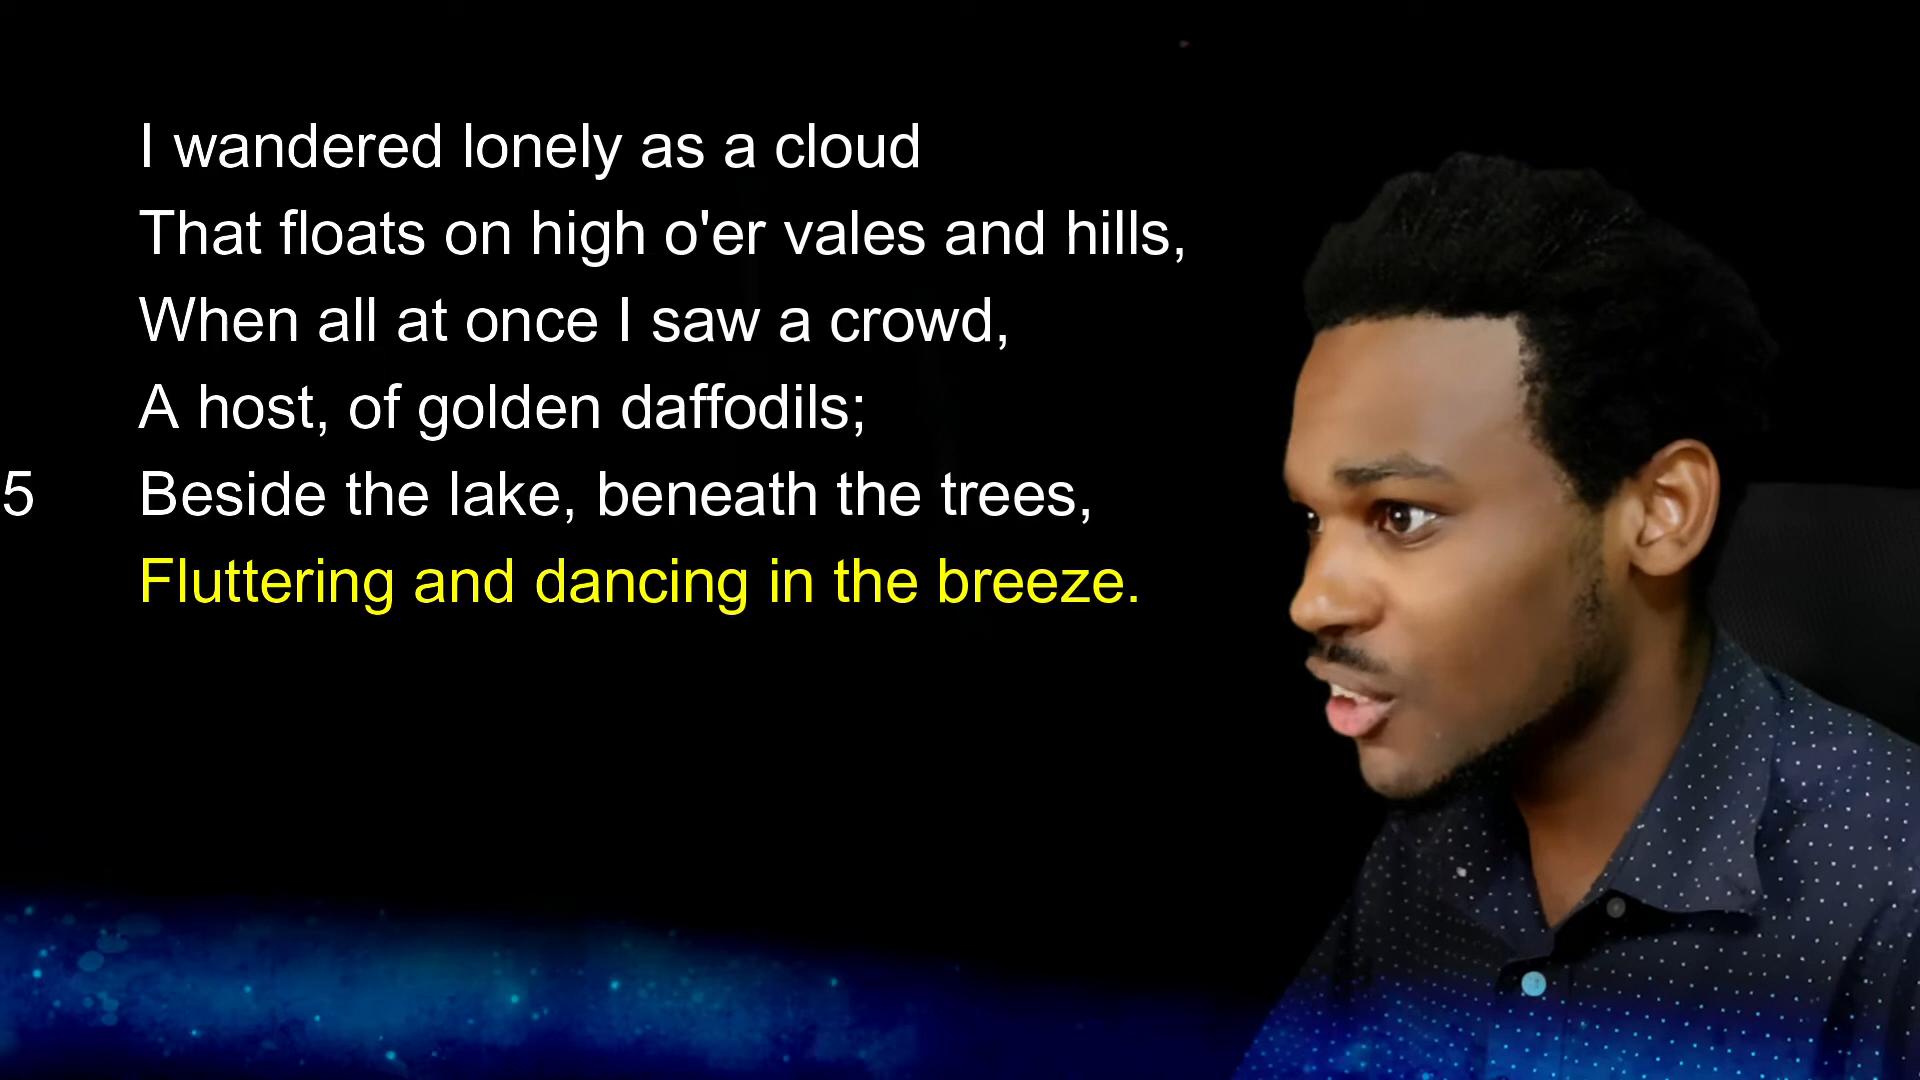 I wandered lonely as a cloud
That floats on high o'er vales and hills,
When all at once I saw a crowd,
A host, of golden daffodils;
5 Beside the lake, beneath the trees,
Fluttering and dancing in the breeze.